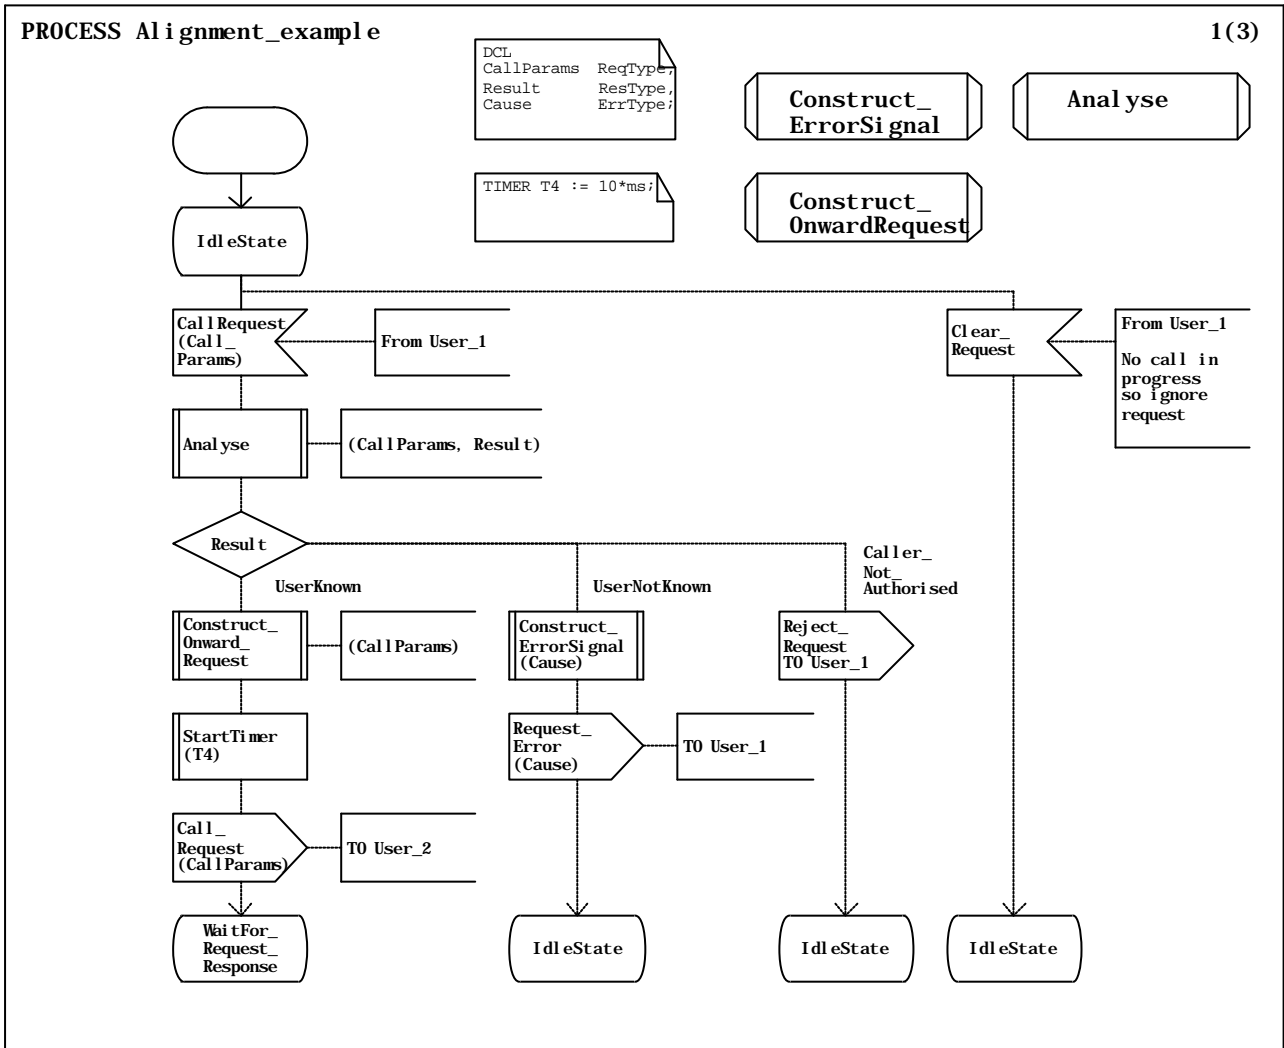 PROCESS Alignment_example
1(3)
DCL
CallParams ReqType,
Result ResType,
Cause ErrType;
Construct_
ErrorSignal
Analyse
TIMER T4 := 10*ms;
Construct_
OnwardRequest
IdleState
CallRequest
(Call_
Params)
From User_1
Clear_
Request
From User_1
No call in
progress
so ignore
request
Analyse
(CallParams, Result)
Result
UserKnown
UserNotKnown
Caller_
Not_
Authorised
Construct_
Onward_
Request
(CallParams)
Construct_
ErrorSignal
(Cause)
Reject_
Request
TO User_1
StartTimer
(T4)
Request_
Error
(Cause)
TO User_1
Call_
Request
(CallParams)
TO User_2
WaitFor_
Request_
Response
IdleState
IdleState
IdleState